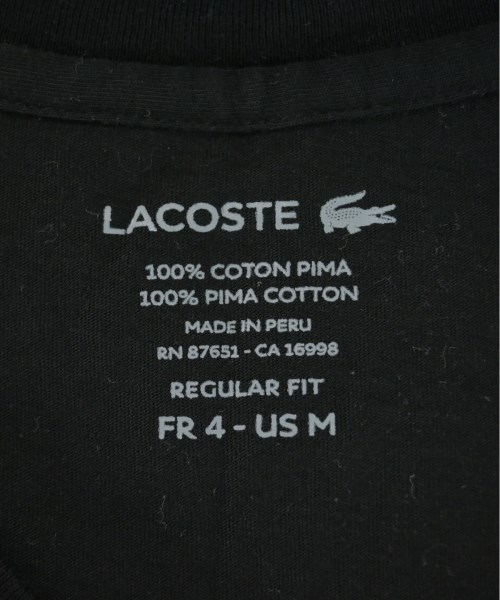 LACOSTE
100% COTON PIMA
100% PIMA COTTON
MADE IN PERU
RN 87651 - CA 16998
REGULAR FIT
FR 4 - US M